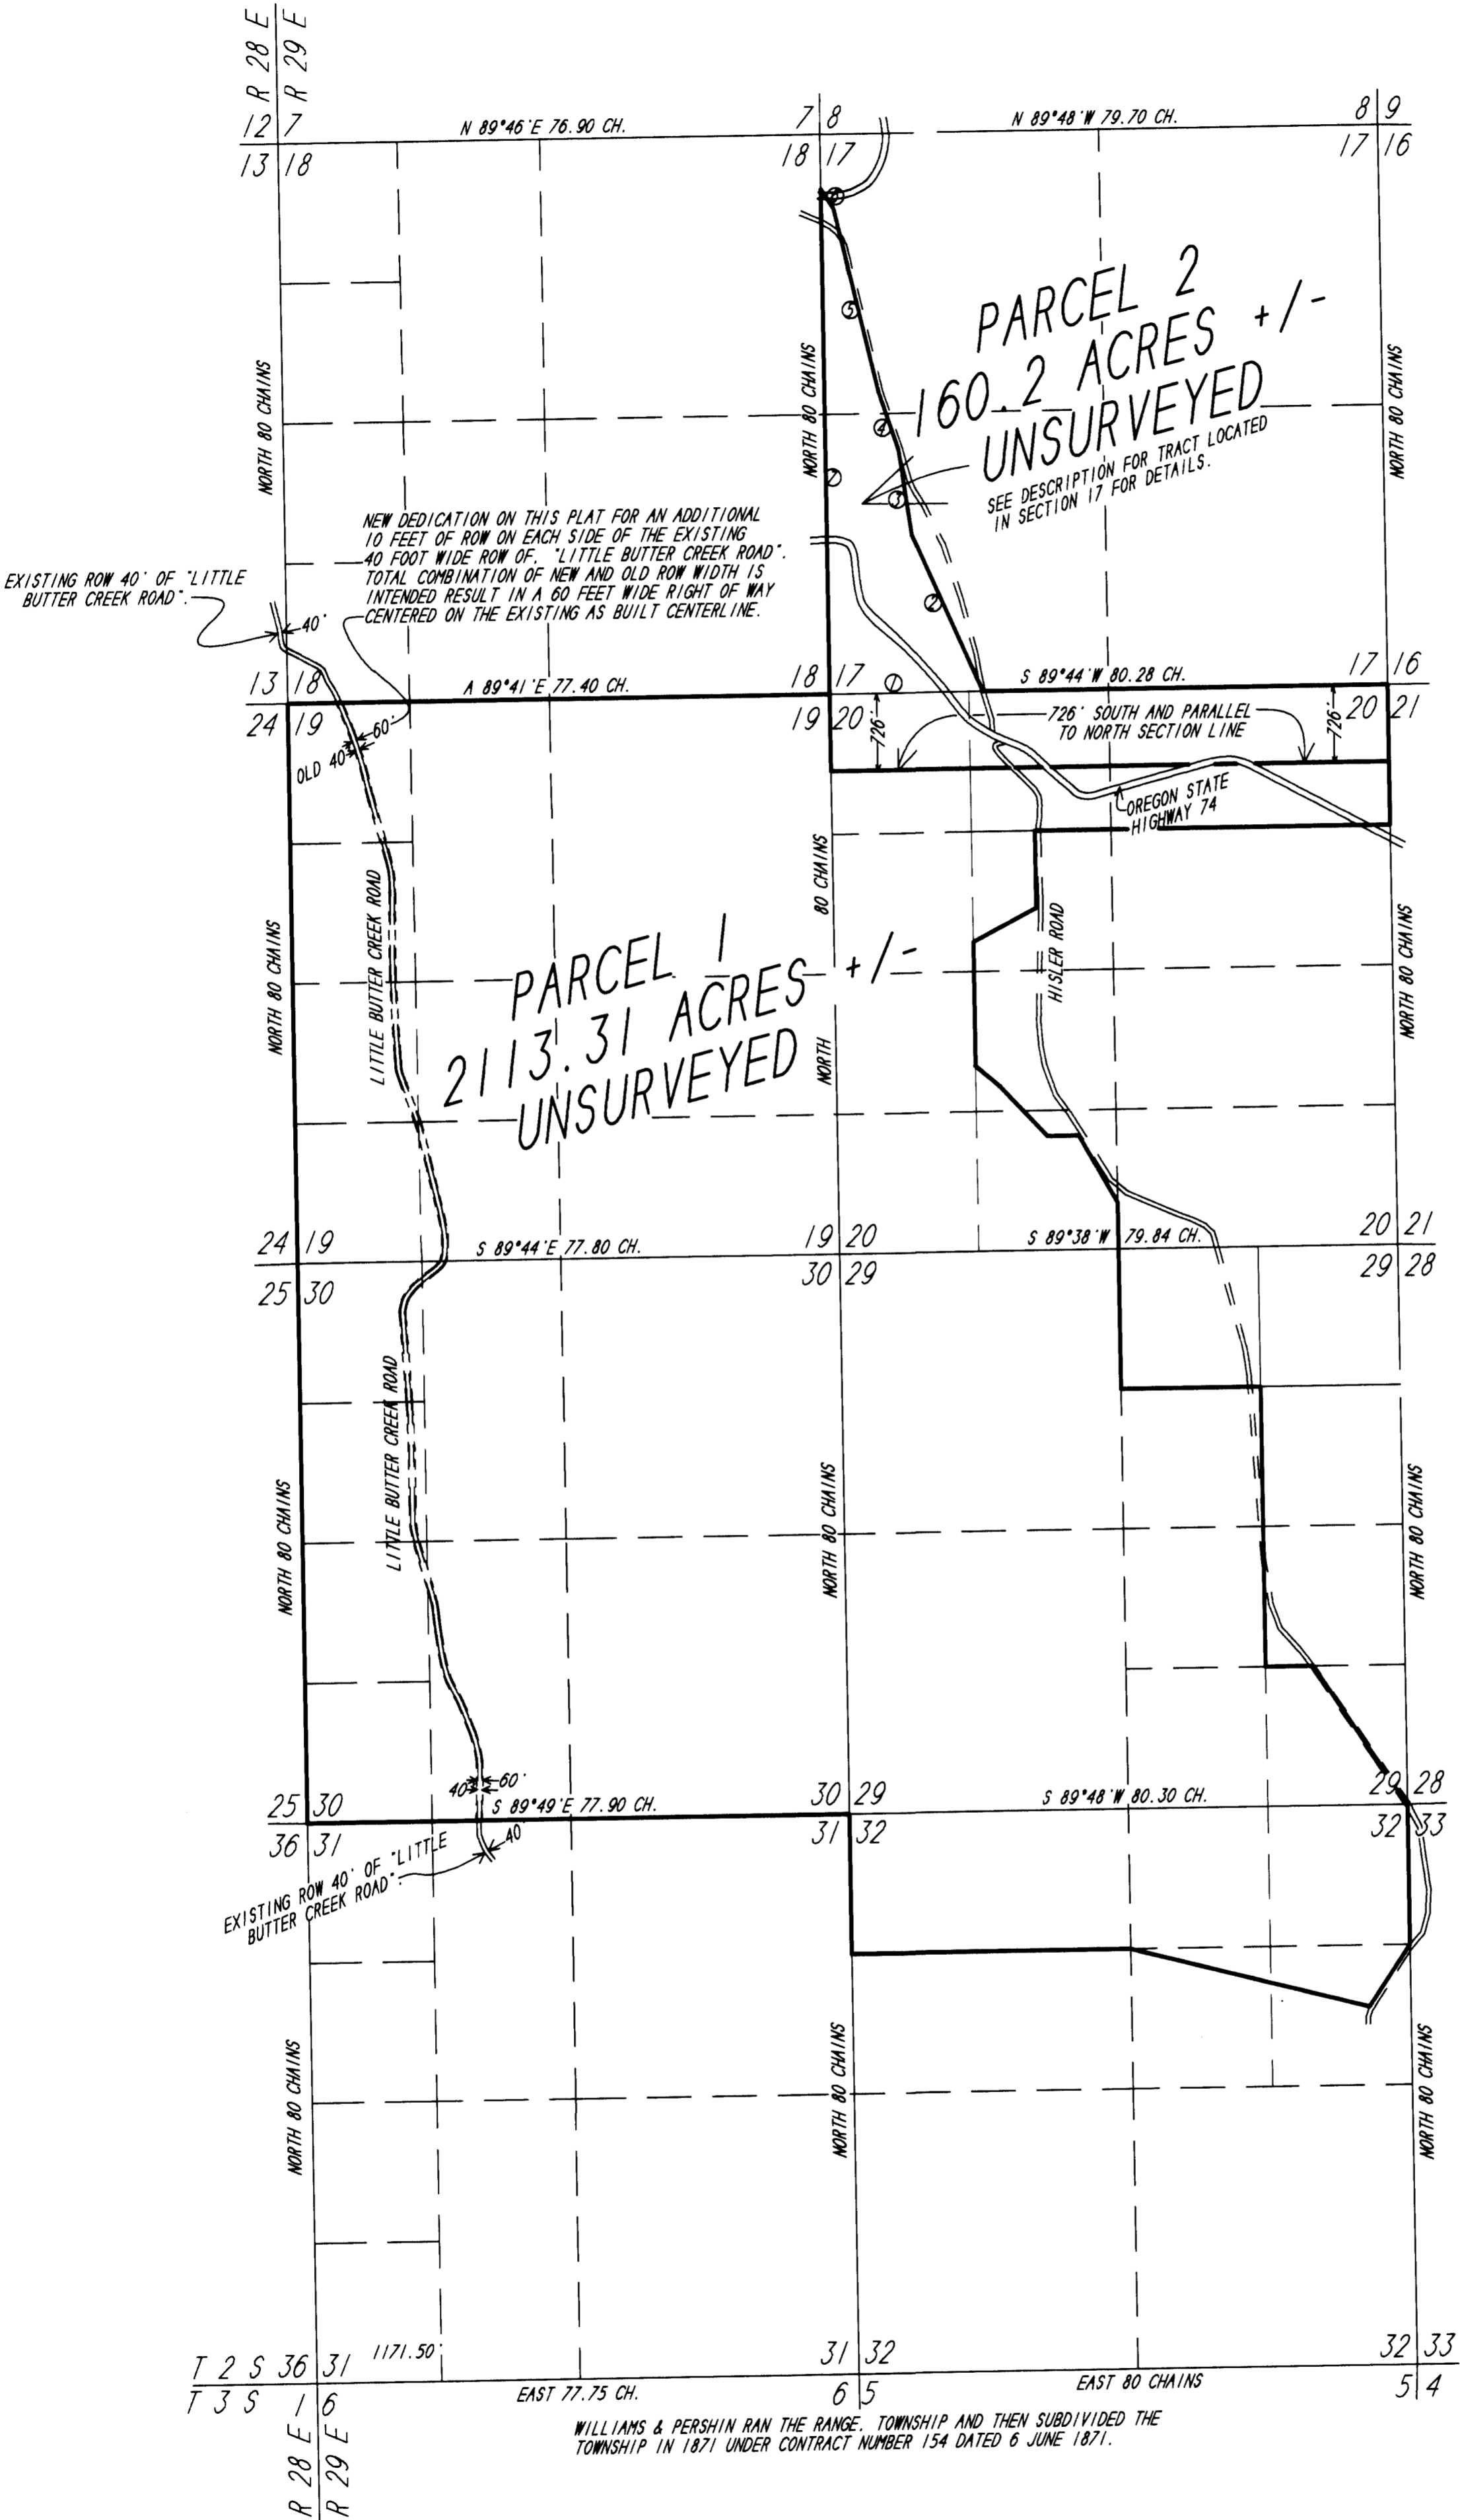 R 28 E
R 29 E
12 7
N 89°46'E 76.90 CH.
7 8
N 89°48'W 79.70 CH.
8 9
13 18
18 17
17 16
PARCEL 2
160.2 ACRES +/-
UNSURVEYED
SEE DESCRIPTION FOR TRACT LOCATED
IN SECTION 17 FOR DETAILS.
NORTH 80 CHAINS
NORTH 80 CHAINS
NORTH 80 CHAINS
5
4
7
3
2
1
NEW DEDICATION ON THIS PLAT FOR AN ADDITIONAL
10 FEET OF ROW ON EACH SIDE OF THE EXISTING
40 FOOT WIDE ROW OF, "LITTLE BUTTER CREEK ROAD".
TOTAL COMBINATION OF NEW AND OLD ROW WIDTH IS
INTENDED RESULT IN A 60 FEET WIDE RIGHT OF WAY
CENTERED ON THE EXISTING AS BUILT CENTERLINE.
EXISTING ROW 40' OF "LITTLE
BUTTER CREEK ROAD".
40'
13 18
A 89°41'E 77.40 CH.
18 17
S 89°44'W 80.28 CH.
17 16
24 19
19 20
20 21
726'
726' SOUTH AND PARALLEL
TO NORTH SECTION LINE
726'
60'
OLD 40'
OREGON STATE
HIGHWAY 74
NORTH 80 CHAINS
LITTLE BUTTER CREEK ROAD
80 CHAINS
NORTH
HISLER ROAD
NORTH 80 CHAINS
PARCEL 1
2113.31 ACRES +/-
UNSURVEYED
24 19
S 89°44'E 77.80 CH.
19 20
S 89°38'W 79.84 CH.
20 21
25 30
30 29
29 28
NORTH 80 CHAINS
LITTLE BUTTER CREEK ROAD
NORTH 80 CHAINS
NORTH 80 CHAINS
40'
60'
25 30
S 89°49'E 77.90 CH.
30 29
S 89°48'W 80.30 CH.
29 28
36 31
31 32
32 33
40'
EXISTING ROW 40' OF "LITTLE
BUTTER CREEK ROAD".
NORTH 80 CHAINS
NORTH 80 CHAINS
NORTH 80 CHAINS
1171.50'
T 2 S 36 31
31 32
32 33
T 3 S 1 6
EAST 77.75 CH.
6 5
EAST 80 CHAINS
5 4
R 28 E
R 29 E
WILLIAMS & PERSHIN RAN THE RANGE, TOWNSHIP AND THEN SUBDIVIDED THE
TOWNSHIP IN 1871 UNDER CONTRACT NUMBER 154 DATED 6 JUNE 1871.